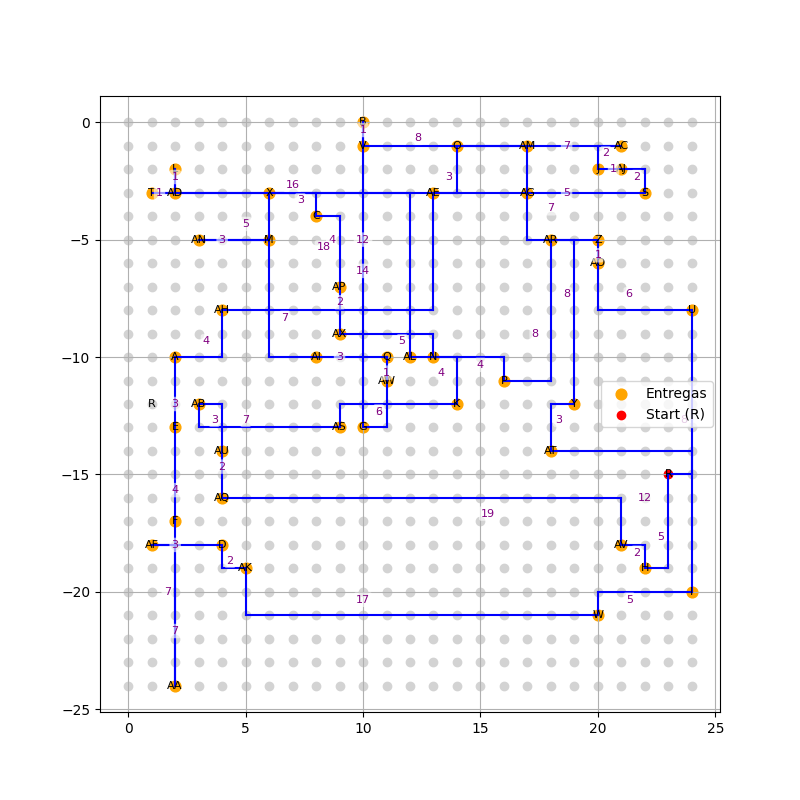 0
−5
−10
−15
−20
−25
0
5
10
15
20
25
Entregas
Start (R)
B
1
V
8
O
AM
7
AC
2
J
1
2
S
L
1
T
1
AD
16
X
3
C
AE
3
AG
5
7
AN
3
5
M
18
4
12
AR
Z
1
14
AP
2
AH
7
8
6
U
4
AX
5
8
A
AI
3
Q
AL
N
1
AW
4
4
P
R
3
AB
3
7
K
6
Y
3
E
AS
G
AU
2
AT
4
AQ
12
19
F
5
AF
3
D
2
AK
AV
2
H
7
17
5
W
7
AA